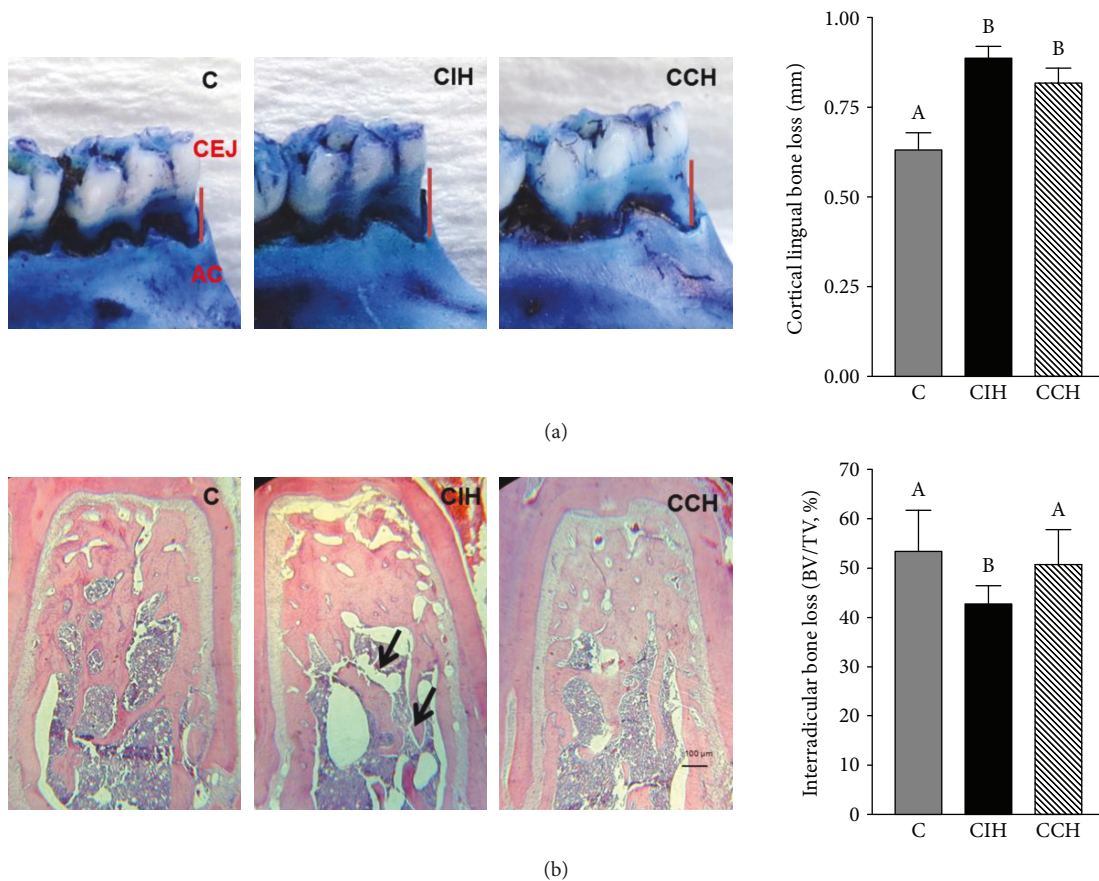 C
CEJ
AC
CIH
CCH
Cortical lingual bone loss (mm)
1.00
0.75
0.50
0.25
0.00
A
B
B
C
CIH
CCH
(a)
C
CIH
CCH
100 µm
Interradicular bone loss (BV/TV, %)
70
60
50
40
30
20
10
0
A
B
A
C
CIH
CCH
(b)